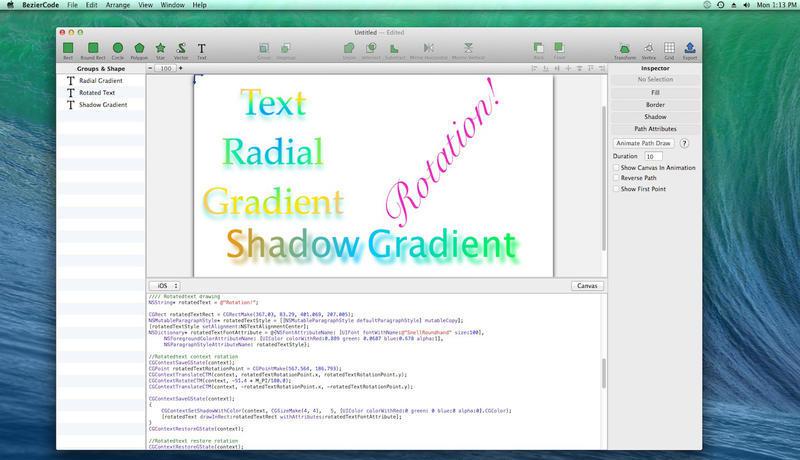 BezierCode File Edit Arrange View Window Help
Mon 1:13 PM
Untitled — Edited
Rect Round Rect Circle Polygon Star Vector Text Group Ungroup Union Intersect Subtract Mirror Horizontal Mirror Vertical Back Front Transform Vertex Grid Export
Groups & Shape
T Radial Gradient
T Rotated Text
T Shadow Gradient
− 100 +
Text
Radial
Gradient
Rotation!
Shadow Gradient
Inspector
No Selection
Fill
Border
Shadow
Path Attributes
Animate Path Draw ?
Duration 10
Show Canvas In Animation
Reverse Path
Show First Point
iOS
Canvas
//// Rotatedtext drawing
NSString* rotatedText = @"Rotation!";
CGRect rotatedTextRect = CGRectMake(367.03, 83.29, 401.069, 207.005);
NSMutableParagraphStyle* rotatedTextStyle = [[NSMutableParagraphStyle defaultParagraphStyle] mutableCopy];
[rotatedTextStyle setAlignment:NSTextAlignmentCenter];
NSDictionary* rotatedTextFontAttribute = @{NSFontAttributeName: [UIFont fontWithName:@"SnellRoundhand" size:100],
NSForegroundColorAttributeName: [UIColor colorWithRed:0.889 green: 0.0687 blue:0.678 alpha:1],
NSParagraphStyleAttributeName: rotatedTextStyle};
//Rotatedtext context rotation
CGContextSaveGState(context);
CGPoint rotatedTextRotationPoint = CGPointMake(567.564, 186.793);
CGContextTranslateCTM(context, rotatedTextRotationPoint.x, rotatedTextRotationPoint.y);
CGContextRotateCTM(context, -51.4 * M_PI/180.0);
CGContextTranslateCTM(context, -rotatedTextRotationPoint.x, -rotatedTextRotationPoint.y);
CGContextSaveGState(context);
{
CGContextSetShadowWithColor(context, CGSizeMake(4, 4), 5, [UIColor colorWithRed:0 green: 0 blue:0 alpha:0].CGColor);
[rotatedText drawInRect:rotatedTextRect withAttributes:rotatedTextFontAttribute];
}
CGContextRestoreGState(context);
//Rotatedtext restore rotation
CGContextRestoreGState(context);